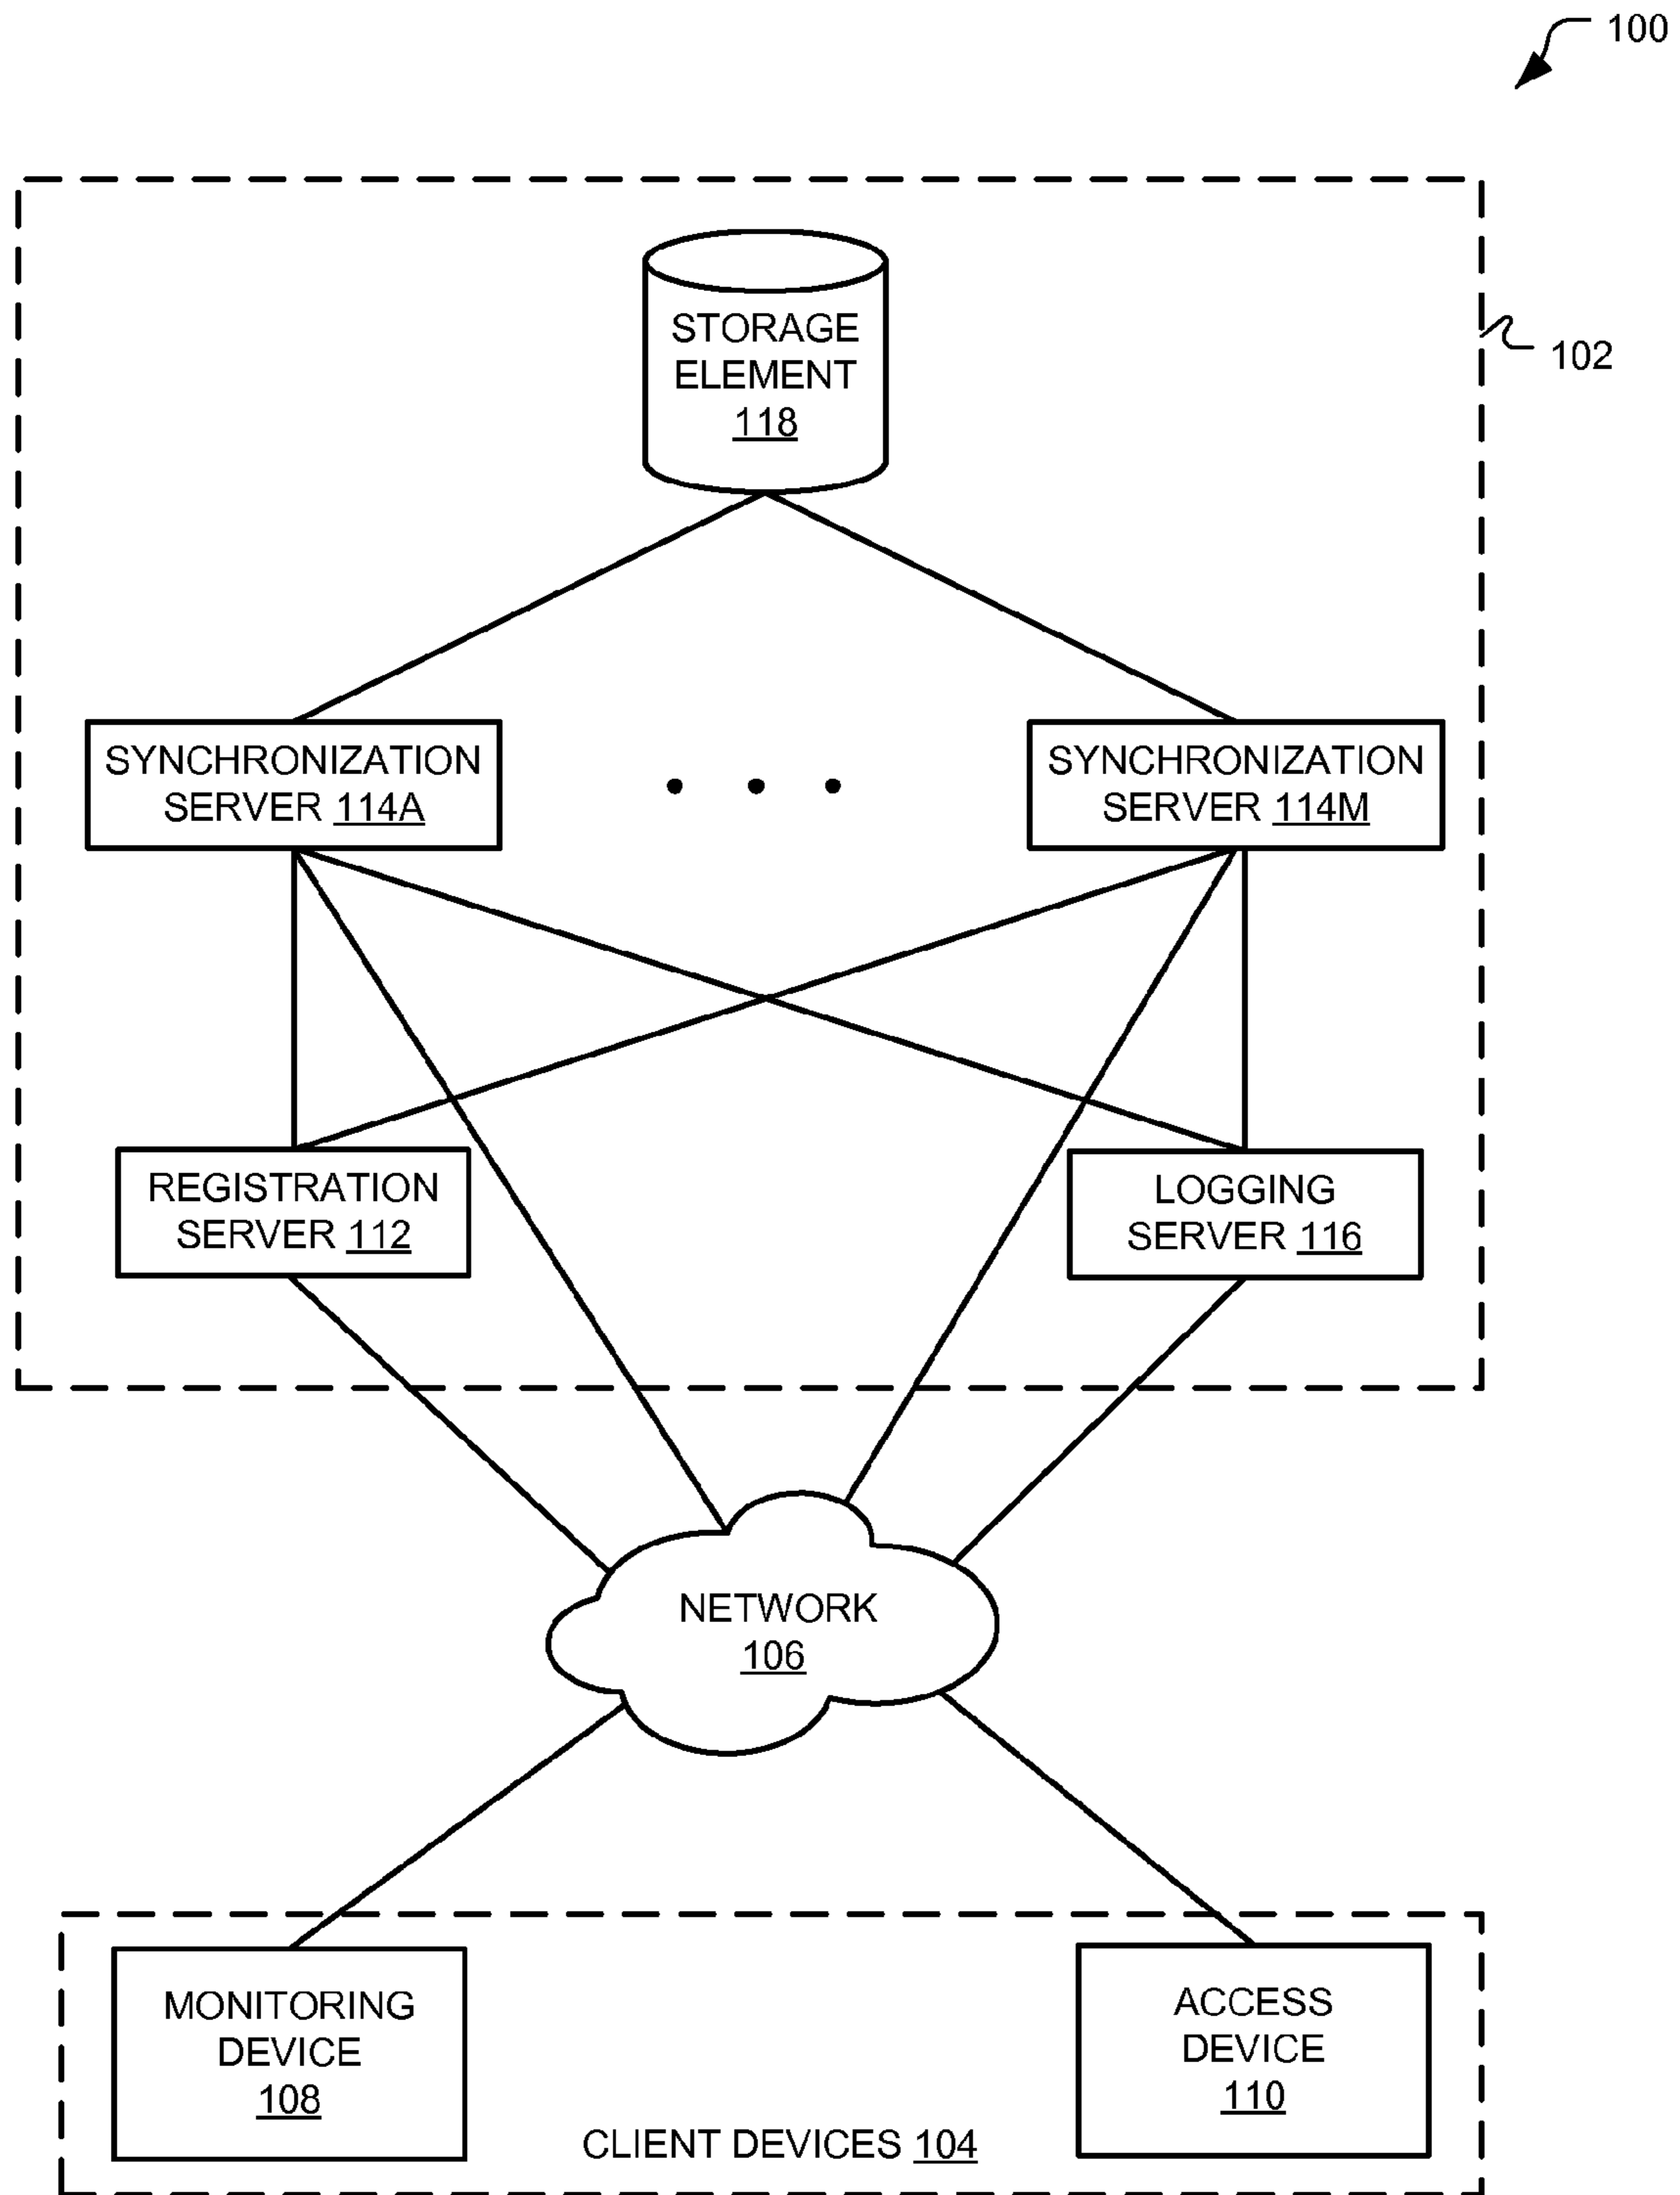 100
STORAGE
ELEMENT
118
102
SYNCHRONIZATION
SERVER 114A
SYNCHRONIZATION
SERVER 114M
REGISTRATION
SERVER 112
LOGGING
SERVER 116
NETWORK
106
MONITORING
DEVICE
108
ACCESS
DEVICE
110
CLIENT DEVICES 104